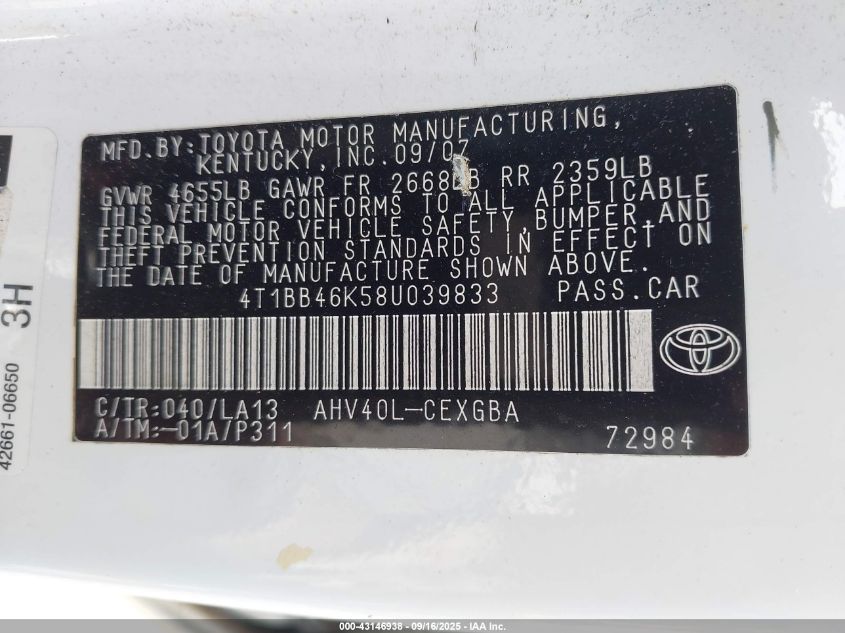 MFD. BY: TOYOTA MOTOR MANUFACTURING,
KENTUCKY, INC. 09/07
GVWR 4655LB GAWR FR 2668LB RR 2359LB
THIS VEHICLE CONFORMS TO ALL APPLICABLE
FEDERAL MOTOR VEHICLE SAFETY, BUMPER, AND
THEFT PREVENTION STANDARDS IN EFFECT ON
THE DATE OF MANUFACTURE SHOWN ABOVE.
4T1BB46K58U039833 PASS.CAR
C/TR: 040/LA13 AHV40L-CEXGBA
A/TM: -01A/P311 72984
42661-06650 3H
000-43146938 - 09/16/2025 - IAA Inc.